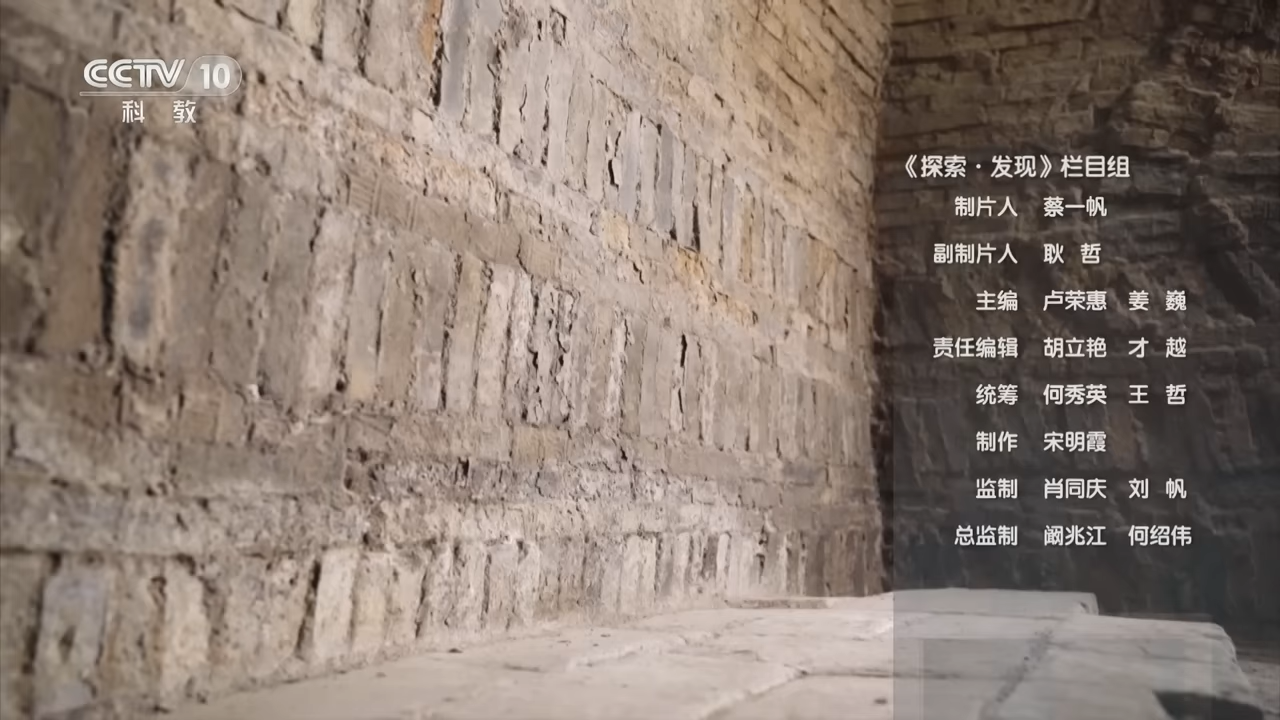 CCTV 10
科教
《探索·发现》栏目组
制片人 蔡一帆
副制片人 耿哲
主编 卢荣惠 姜巍
责任编辑 胡立艳 才越
统筹 何秀英 王哲
制作 宋明霞
监制 肖同庆 刘帆
总监制 阚兆江 何绍伟